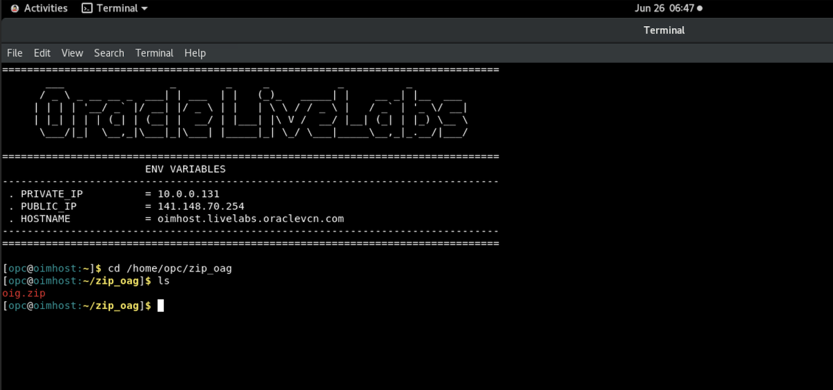 Activities Terminal Jun 26 06:47
Terminal
File Edit View Search Terminal Help
OracleLiveLabs
ENV VARIABLES
. PRIVATE_IP = 10.0.0.131
. PUBLIC_IP = 141.148.70.254
. HOSTNAME = oimhost.livelabs.oraclevcn.com
[opc@oimhost:~]$ cd /home/opc/zip_oag
[opc@oimhost:~/zip_oag]$ ls
oig.zip
[opc@oimhost:~/zip_oag]$